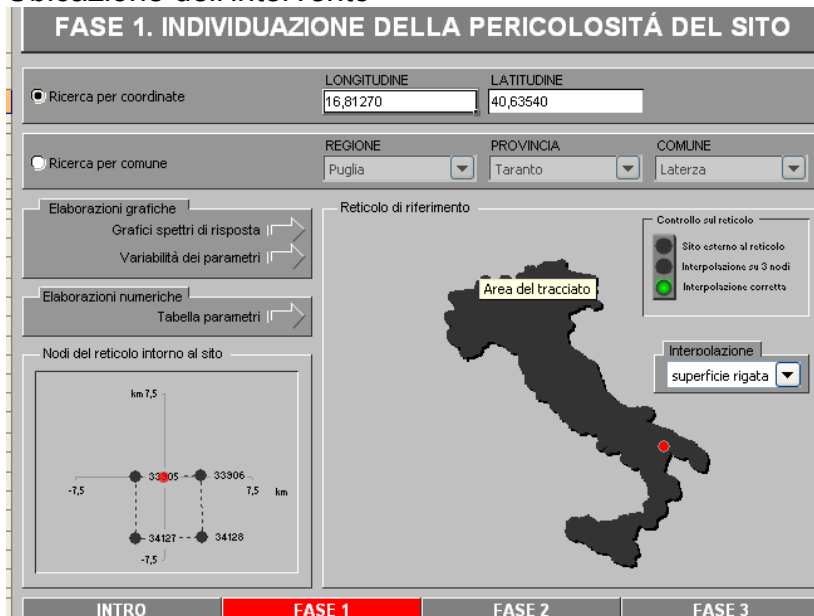 Ubicazione dell'intervento
FASE 1. INDIVIDUAZIONE DELLA PERICOLOSITÁ DEL SITO
LONGITUDINE LATITUDINE
Ricerca per coordinate 16,81270 40,63540
REGIONE PROVINCIA COMUNE
Ricerca per comune Puglia Taranto Laterza
Elaborazioni grafiche
Grafici spettri di risposta
Variabilità dei parametri
Elaborazioni numeriche
Tabella parametri
Nodi del reticolo intorno al sito
km 7,5
33905 33906
-7,5 7,5 km
34127 34128
-7,5
Reticolo di riferimento
Area del tracciato
Controllo sul reticolo
Sito esterno al reticolo
Interpolazione su 3 nodi
Interpolazione corretta
Interpolazione
superficie rigata
INTRO FASE 1 FASE 2 FASE 3